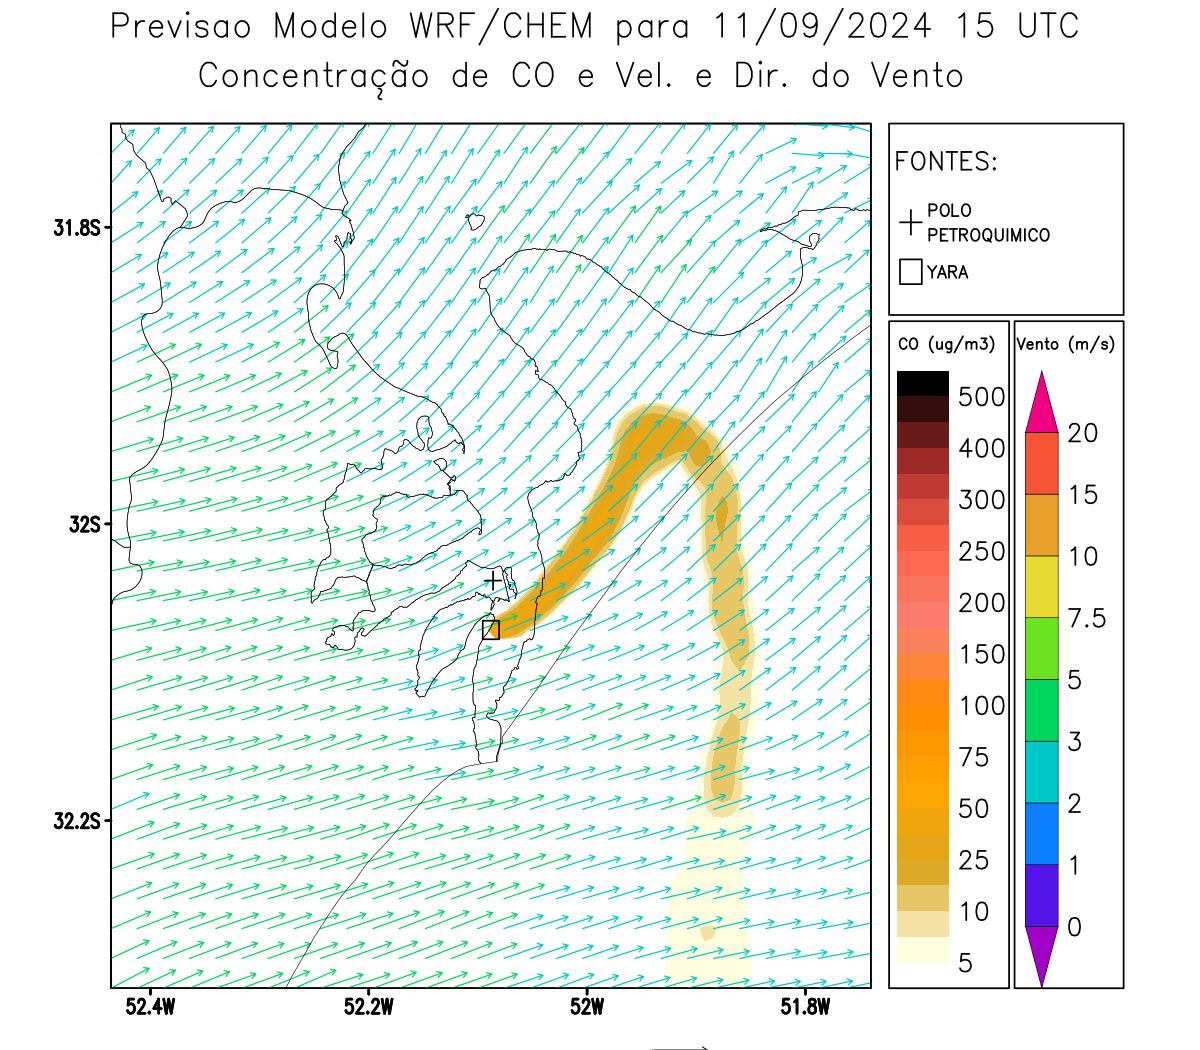 Previsao Modelo WRF/CHEM para 11/09/2024 15 UTC
Concentração de CO e Vel. e Dir. do Vento
FONTES:
POLO
PETROQUIMICO
YARA
31.8S
32S
32.2S
52.4W
52.2W
52W
51.8W
CO (ug/m3)
500
400
300
250
200
150
100
75
50
25
10
5
Vento (m/s)
20
15
10
7.5
5
3
2
1
0